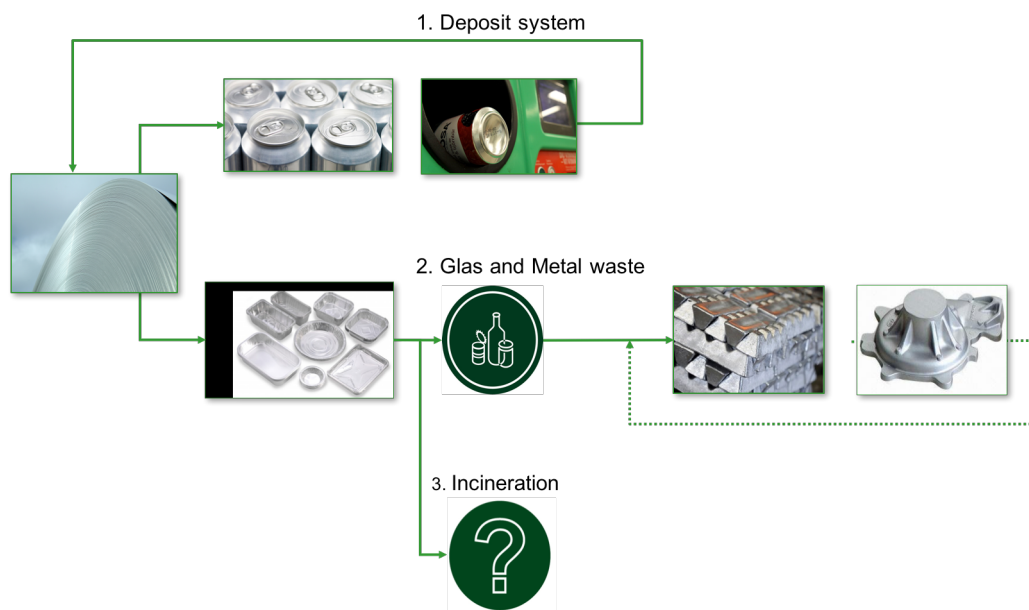 1. Deposit system
2. Glas and Metal waste
3. Incineration
?